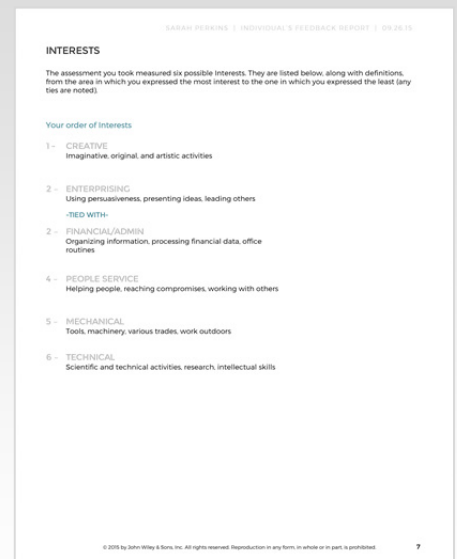 SARAH PERKINS | INDIVIDUAL'S FEEDBACK REPORT | 09.26.15
INTERESTS
The assessment you took measured six possible Interests. They are listed below, along with definitions,
from the area in which you expressed the most interest to the one in which you expressed the least (any
ties are noted).
Your order of Interests
1 - CREATIVE
Imaginative, original, and artistic activities
2 - ENTERPRISING
Using persuasiveness, presenting ideas, leading others
-TIED WITH-
2 - FINANCIAL/ADMIN
Organizing information, processing financial data, office
routines
4 - PEOPLE SERVICE
Helping people, reaching compromises, working with others
5 - MECHANICAL
Tools, machinery, various trades, work outdoors
6 - TECHNICAL
Scientific and technical activities, research, intellectual skills
© 2015 by John Wiley & Sons, Inc. All rights reserved. Reproduction in any form, in whole or in part, is prohibited. 7